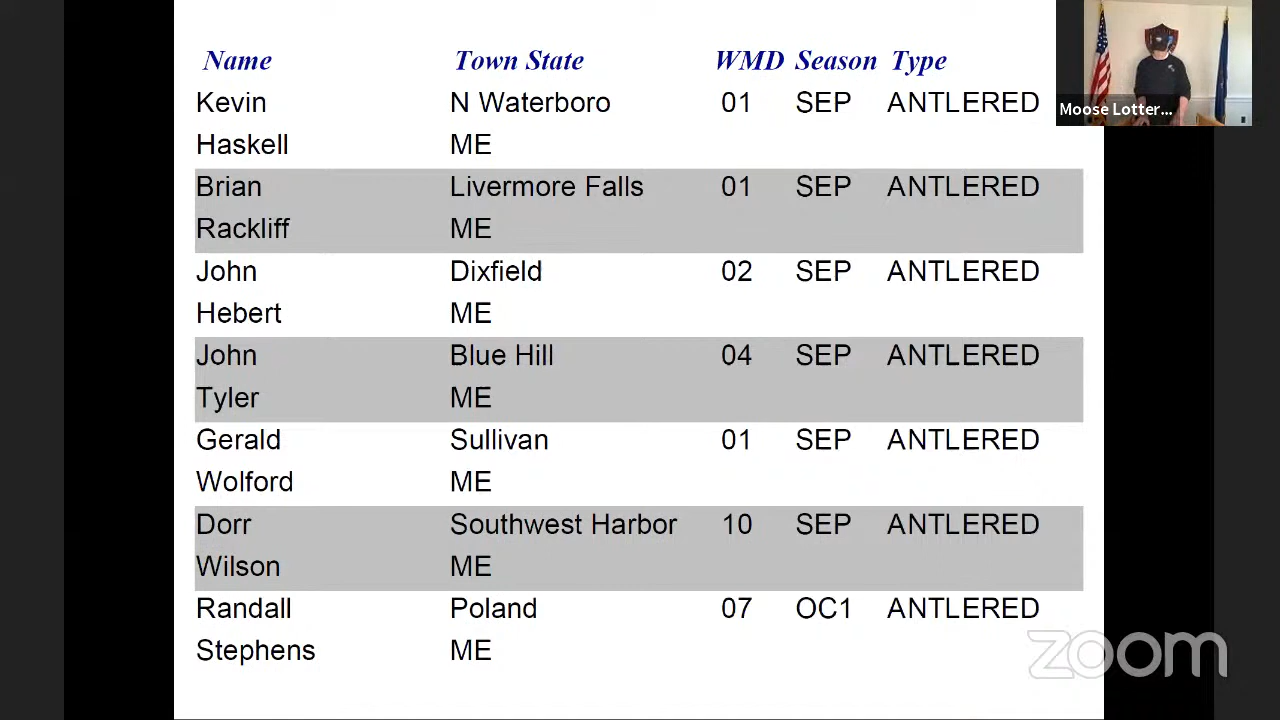 Name Town State WMD Season Type
Kevin N Waterboro 01 SEP ANTLERED
Haskell ME
Brian Livermore Falls 01 SEP ANTLERED
Rackliff ME
John Dixfield 02 SEP ANTLERED
Hebert ME
John Blue Hill 04 SEP ANTLERED
Tyler ME
Gerald Sullivan 01 SEP ANTLERED
Wolford ME
Dorr Southwest Harbor 10 SEP ANTLERED
Wilson ME
Randall Poland 07 OC1 ANTLERED
Stephens ME
Moose Lotter...
zoom